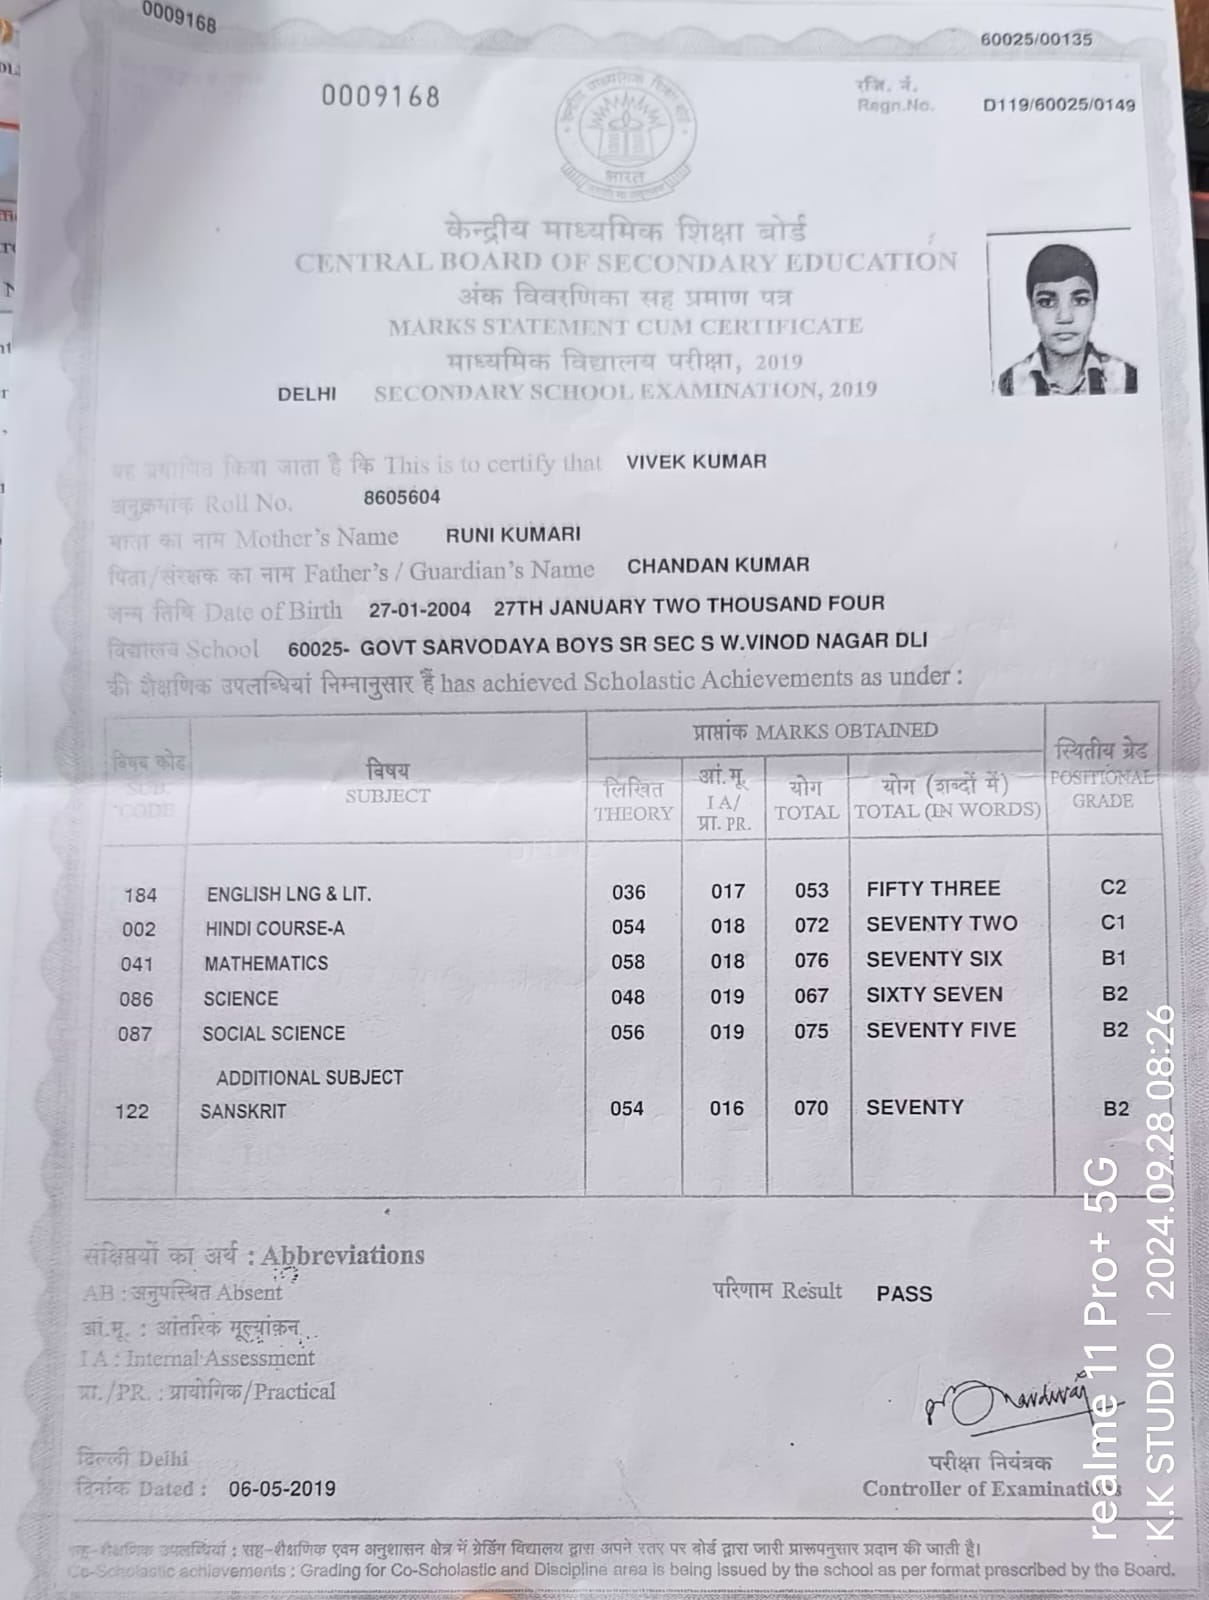 0009168
60025/00135
0009168
रजि. नं.
Regn.No. D119/60025/0149
भारत
केन्द्रीय माध्यमिक शिक्षा बोर्ड
CENTRAL BOARD OF SECONDARY EDUCATION
अंक विवरणिका सह प्रमाण पत्र
MARKS STATEMENT CUM CERTIFICATE
माध्यमिक विद्यालय परीक्षा, 2019
DELHI SECONDARY SCHOOL EXAMINATION, 2019
यह प्रमाणित किया जाता है कि This is to certify that VIVEK KUMAR
अनुक्रमांक Roll No. 8605604
माता का नाम Mother's Name RUNI KUMARI
पिता/संरक्षक का नाम Father's / Guardian's Name CHANDAN KUMAR
जन्म तिथि Date of Birth 27-01-2004 27TH JANUARY TWO THOUSAND FOUR
विद्यालय School 60025- GOVT SARVODAYA BOYS SR SEC S W.VINOD NAGAR DLI
की शैक्षणिक उपलब्धियां निम्नानुसार हैं has achieved Scholastic Achievements as under :
प्राप्तांक MARKS OBTAINED
विषय कोड SUB. CODE विषय SUBJECT लिखित THEORY आं.मू. I A/ प्रा. PR. योग TOTAL योग (शब्दों में) TOTAL (IN WORDS) स्थितीय ग्रेड POSITIONAL GRADE
184 ENGLISH LNG & LIT. 036 017 053 FIFTY THREE C2
002 HINDI COURSE-A 054 018 072 SEVENTY TWO C1
041 MATHEMATICS 058 018 076 SEVENTY SIX B1
086 SCIENCE 048 019 067 SIXTY SEVEN B2
087 SOCIAL SCIENCE 056 019 075 SEVENTY FIVE B2
ADDITIONAL SUBJECT
122 SANSKRIT 054 016 070 SEVENTY B2
संक्षिप्तियों का अर्थ : Abbreviations
AB : अनुपस्थित Absent
परिणाम Result PASS
आं.मू. : आंतरिक मूल्यांकन
I A : Internal Assessment
प्रा./PR. : प्रायोगिक/Practical
दिल्ली Delhi
परीक्षा नियंत्रक
दिनांक Dated : 06-05-2019
Controller of Examinations
सह-शैक्षणिक उपलब्धियां : सह-शैक्षणिक एवम अनुशासन क्षेत्र में ग्रेडिंग विद्यालय द्वारा अपने स्तर पर बोर्ड द्वारा जारी प्रारूपनुसार प्रदान की जाती है।
Co-Scholastic achievements : Grading for Co-Scholastic and Discipline area is being issued by the school as per format prescribed by the Board.
realme 11 Pro+ 5G
K.K STUDIO | 2024.09.28 08:26